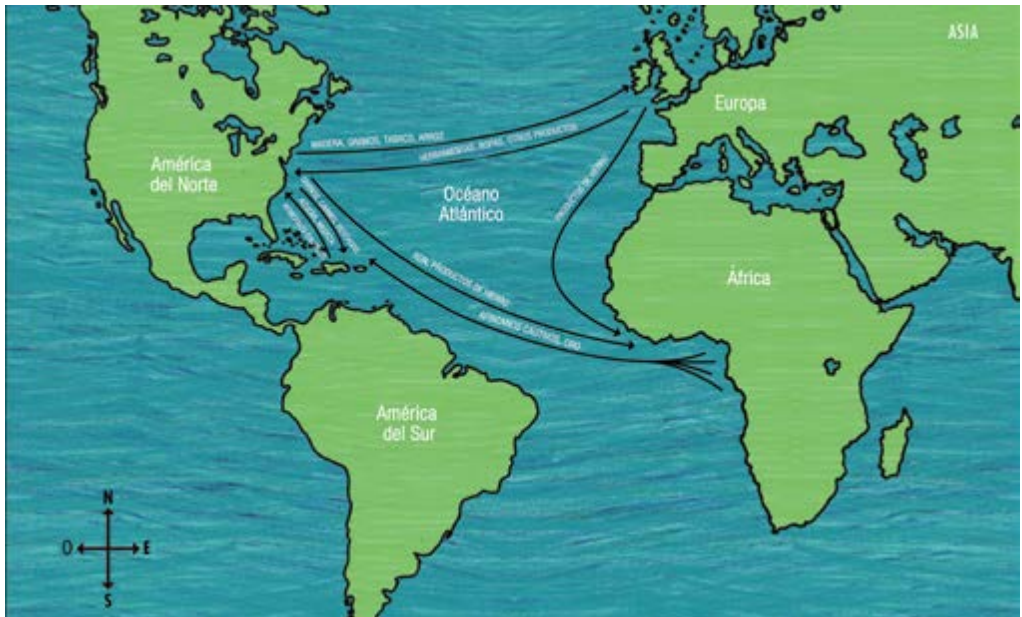 ASIA
Europa
MADERA, GRANOS, TABACO, ARROZ
HERRAMIENTAS, ROPAS, OTROS PRODUCTOS
América
del Norte
Océano
Atlántico
PRODUCTOS DE HIERRO
África
RON, PRODUCTOS DE HIERRO
AFRICANOS CAUTIVOS, ORO
América
del Sur
N
O
E
S